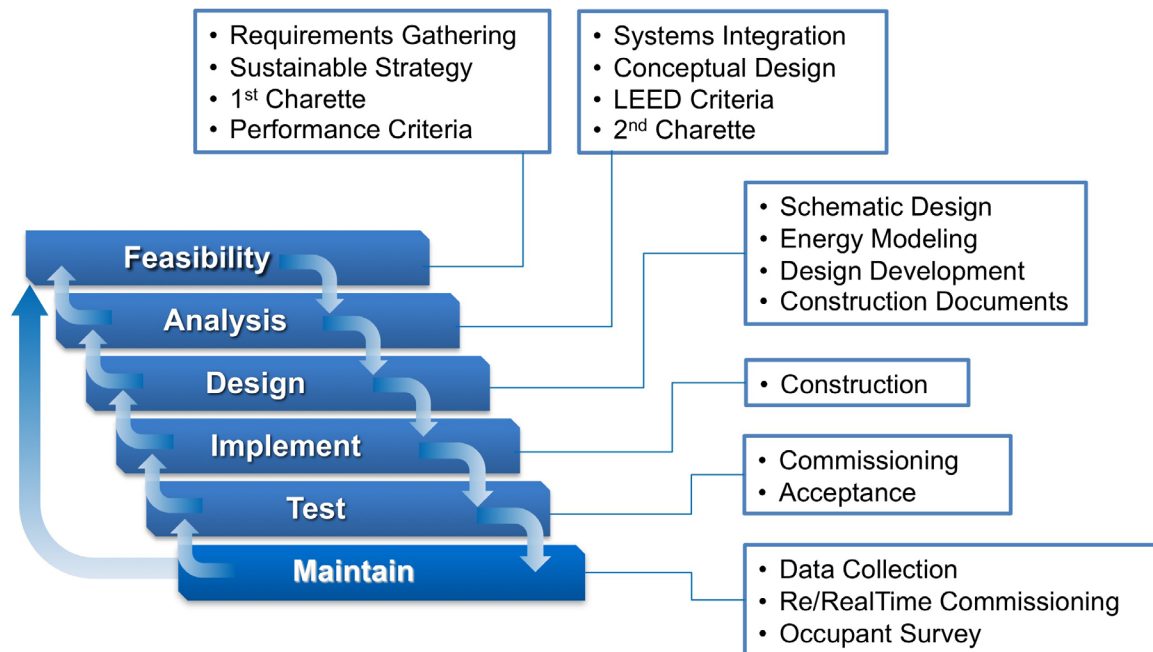 • Requirements Gathering
• Sustainable Strategy
• 1st Charette
• Performance Criteria
• Systems Integration
• Conceptual Design
• LEED Criteria
• 2nd Charette
• Schematic Design
• Energy Modeling
• Design Development
• Construction Documents
Feasibility
Analysis
Design
Implement
Test
Maintain
• Construction
• Commissioning
• Acceptance
• Data Collection
• Re/RealTime Commissioning
• Occupant Survey